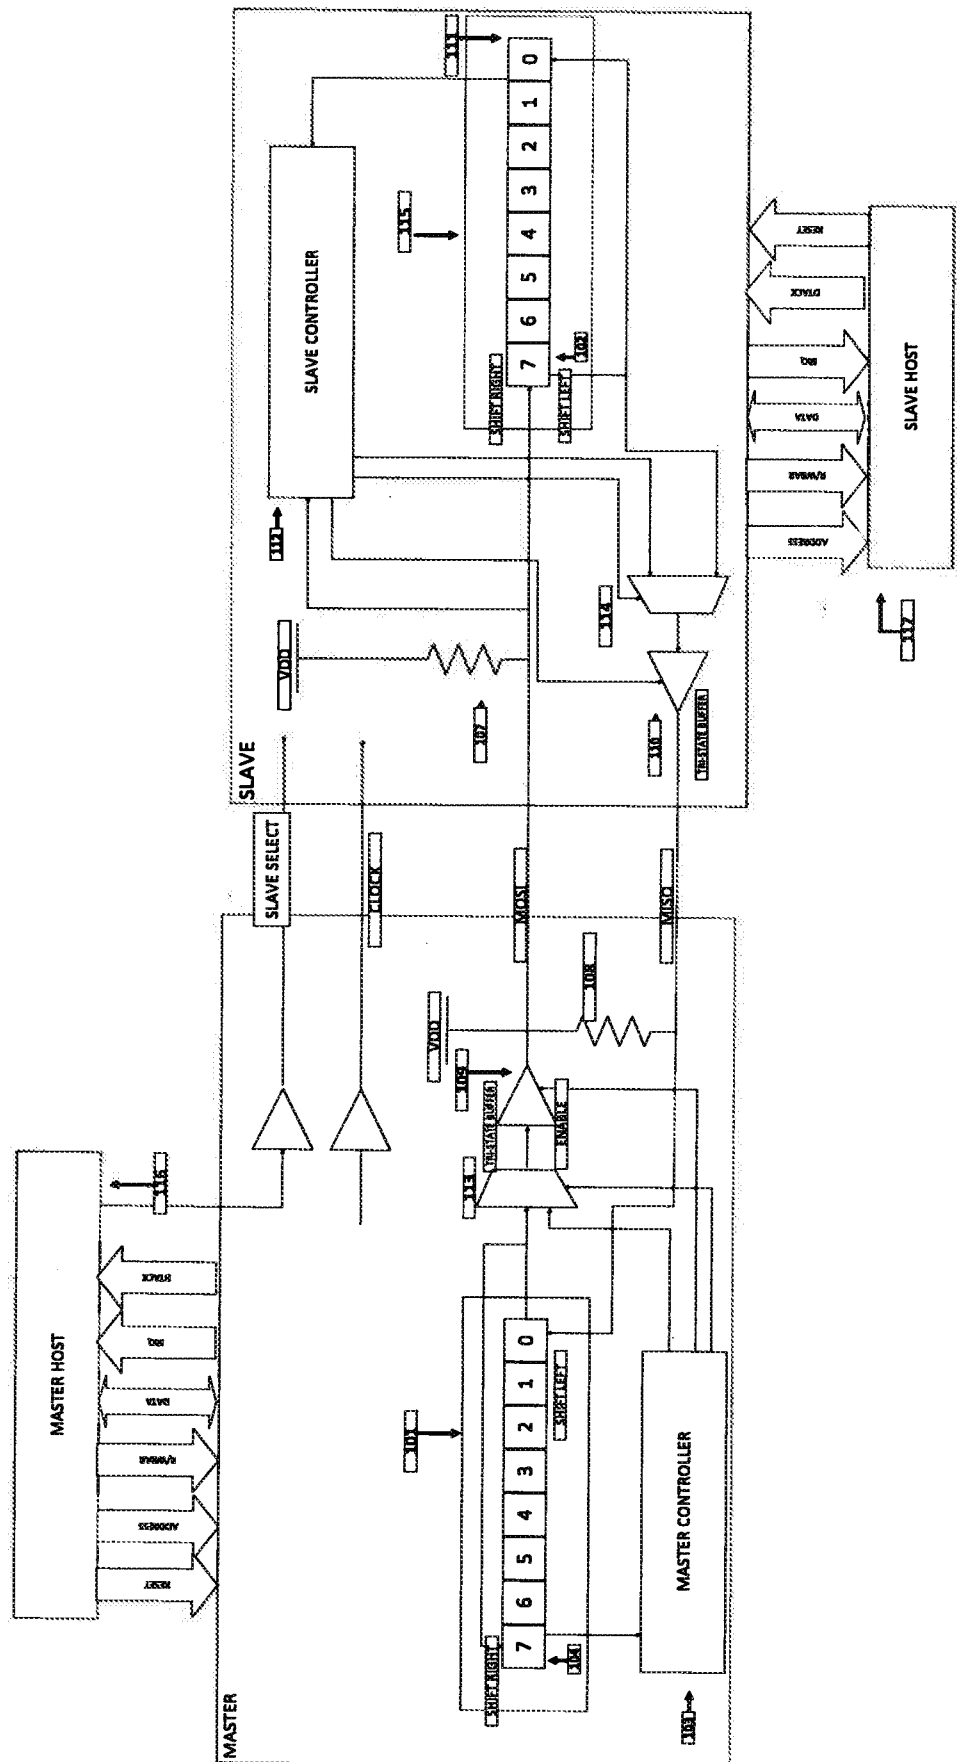 MASTER HOST
RESET
ADDRESS
R/WBAR
DATA
IRQ
DTACK
116
MASTER
SLAVE SELECT
CLOCK
SLAVE
VDD
112
SLAVE CONTROLLER
101
115
111
SHIFT RIGHT
7
6
5
4
3
2
1
0
104
SHIFT LEFT
113
TRI-STATE BUFFER
109
ENABLE
VDD
108
MOSI
MISO
107
110
TRI-STATE BUFFER
114
SHIFT RIGHT
7
6
5
4
3
2
1
0
SHIFT LEFT
102
103
MASTER CONTROLLER
ADDRESS
R/WBAR
DATA
IRQ
DTACK
RESET
117
SLAVE HOST